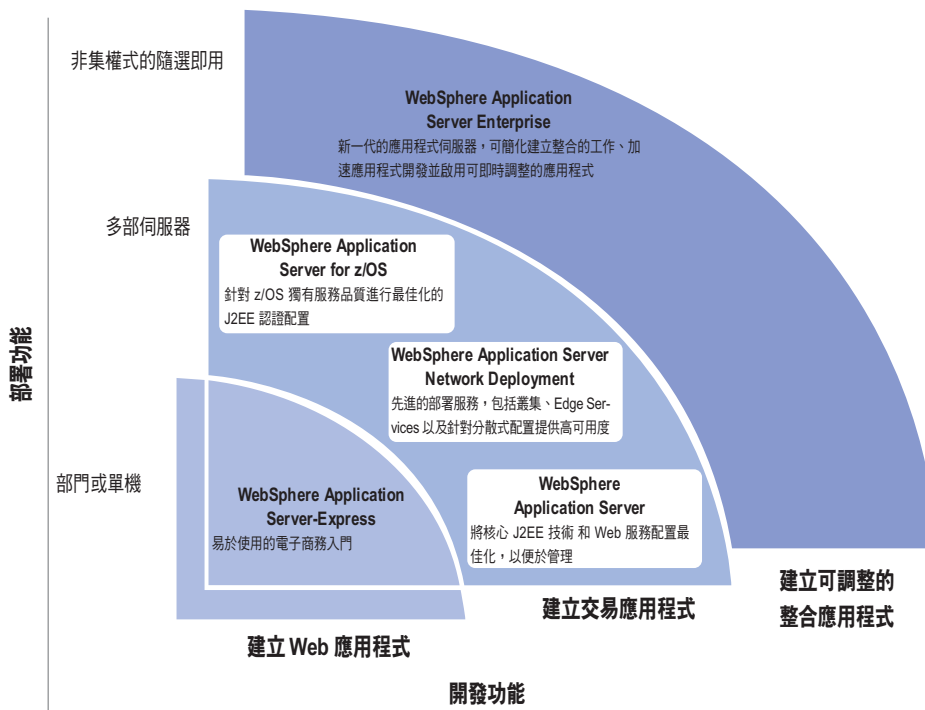 非集權式的隨選即用
WebSphere Application
Server Enterprise
新一代的應用程式伺服器，可簡化建立整合的工作、加
速應用程式開發並啟用可即時調整的應用程式
多部伺服器
WebSphere Application
Server for z/OS
針對 z/OS 獨有服務品質進行最佳化的
J2EE 認證配置
部署功能
WebSphere Application Server
Network Deployment
先進的部署服務，包括叢集、Edge Ser-
vices 以及針對分散式配置提供高可用度
部門或單機
WebSphere Application
Server-Express
易於使用的電子商務入門
WebSphere
Application Server
將核心 J2EE 技術 和 Web 服務配置最
佳化，以便於管理
建立 Web 應用程式
建立交易應用程式
建立可調整的
整合應用程式
開發功能